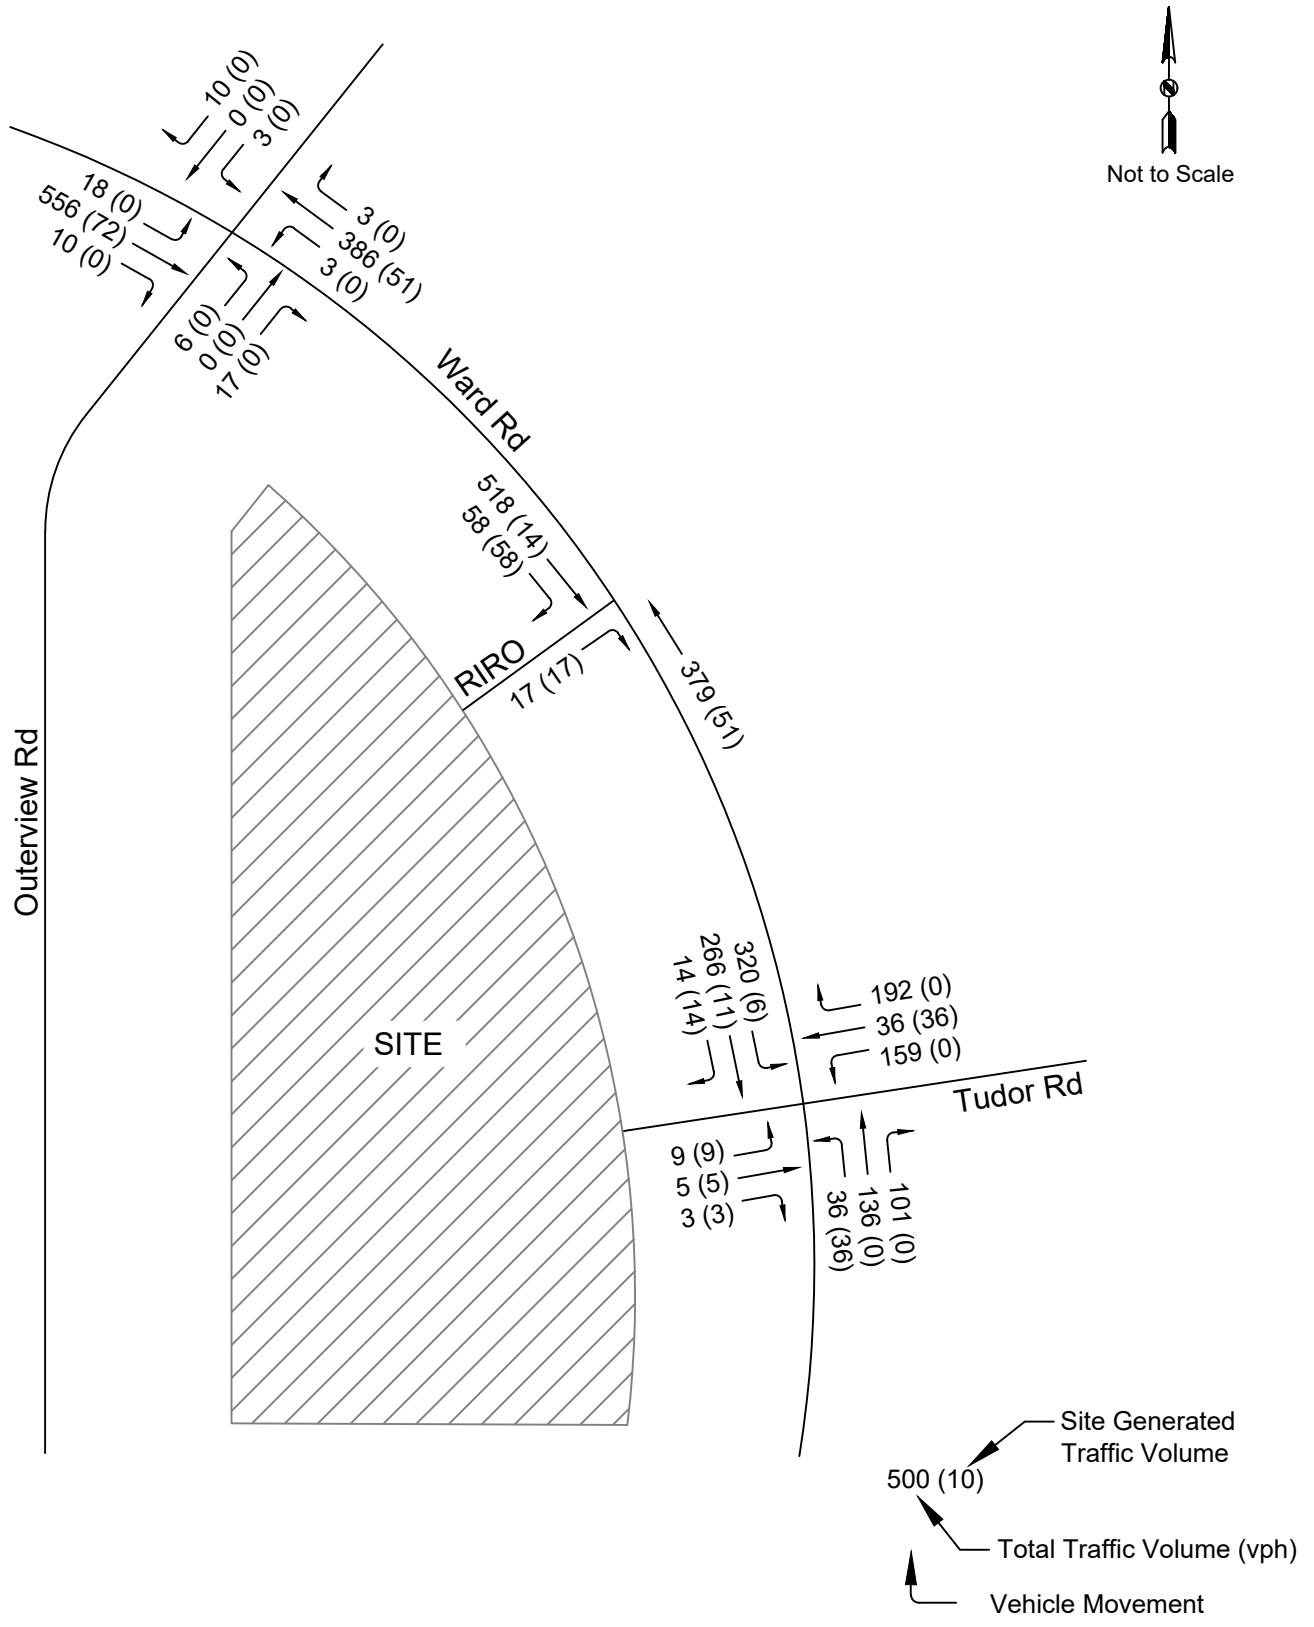 N
Not to Scale
10 (0)
0 (0)
3 (0)
18 (0)
556 (72)
10 (0)
3 (0)
386 (51)
3 (0)
6 (0)
0 (0)
17 (0)
Ward Rd
518 (14)
58 (58)
RIRO
17 (17)
379 (51)
Outerview Rd
SITE
14 (14)
266 (11)
320 (6)
192 (0)
36 (36)
159 (0)
Tudor Rd
9 (9)
5 (5)
3 (3)
36 (36)
136 (0)
101 (0)
Site Generated
Traffic Volume
500 (10)
Total Traffic Volume (vph)
Vehicle Movement